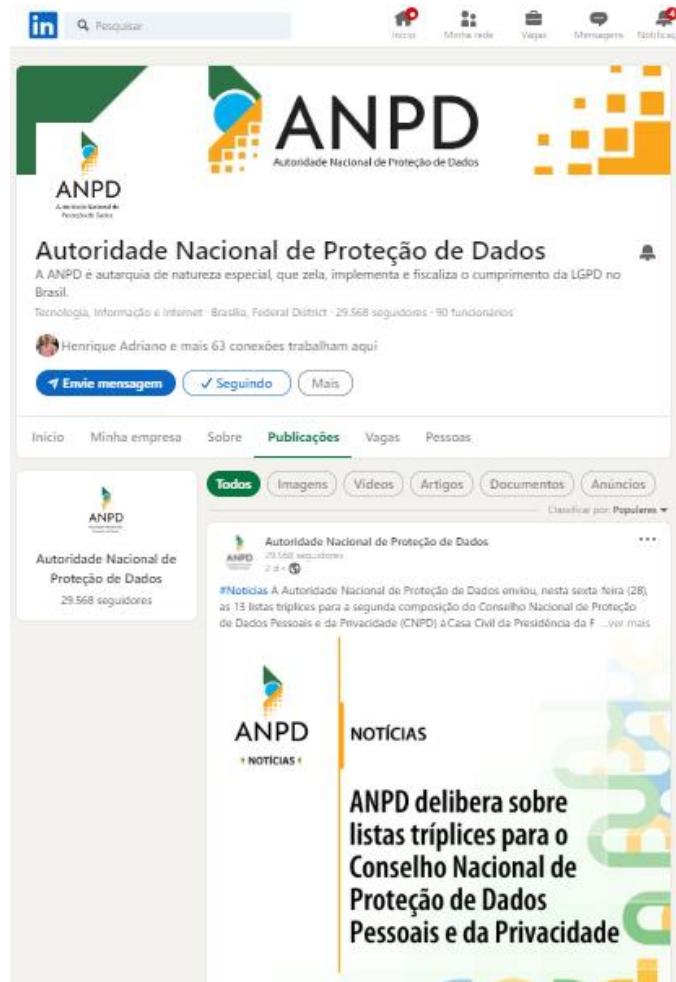 in
Pesquisar
Início
Minha rede
Vagas
Mensagens
Notificaç
ANPD
Autoridade Nacional de Proteção de Dados
ANPD
Autoridade Nacional de Proteção de Dados
A ANPD é autarquia de natureza especial, que zela, implementa e fiscaliza o cumprimento da LGPD no
Brasil.
Tecnologia, Informação e Internet · Brasília, Federal District · 29.568 seguidores · 90 funcionários
Henrique Adriano e mais 63 conexões trabalham aqui
Envie mensagem
Seguindo
Mais
Início
Minha empresa
Sobre
Publicações
Vagas
Pessoas
ANPD
Autoridade Nacional de
Proteção de Dados
29.568 seguidores
Todos
Imagens
Vídeos
Artigos
Documentos
Anúncios
Classificar por: Populares
ANPD
Autoridade Nacional de Proteção de Dados
29.568 seguidores
2 d •
#Notícias A Autoridade Nacional de Proteção de Dados enviou, nesta sexta-feira (28),
as 13 listas tríplices para a segunda composição do Conselho Nacional de Proteção
de Dados Pessoais e da Privacidade (CNPD) à Casa Civil da Presidência da F ...ver mais
ANPD
NOTÍCIAS
NOTÍCIAS
ANPD delibera sobre
listas tríplices para o
Conselho Nacional de
Proteção de Dados
Pessoais e da Privacidade